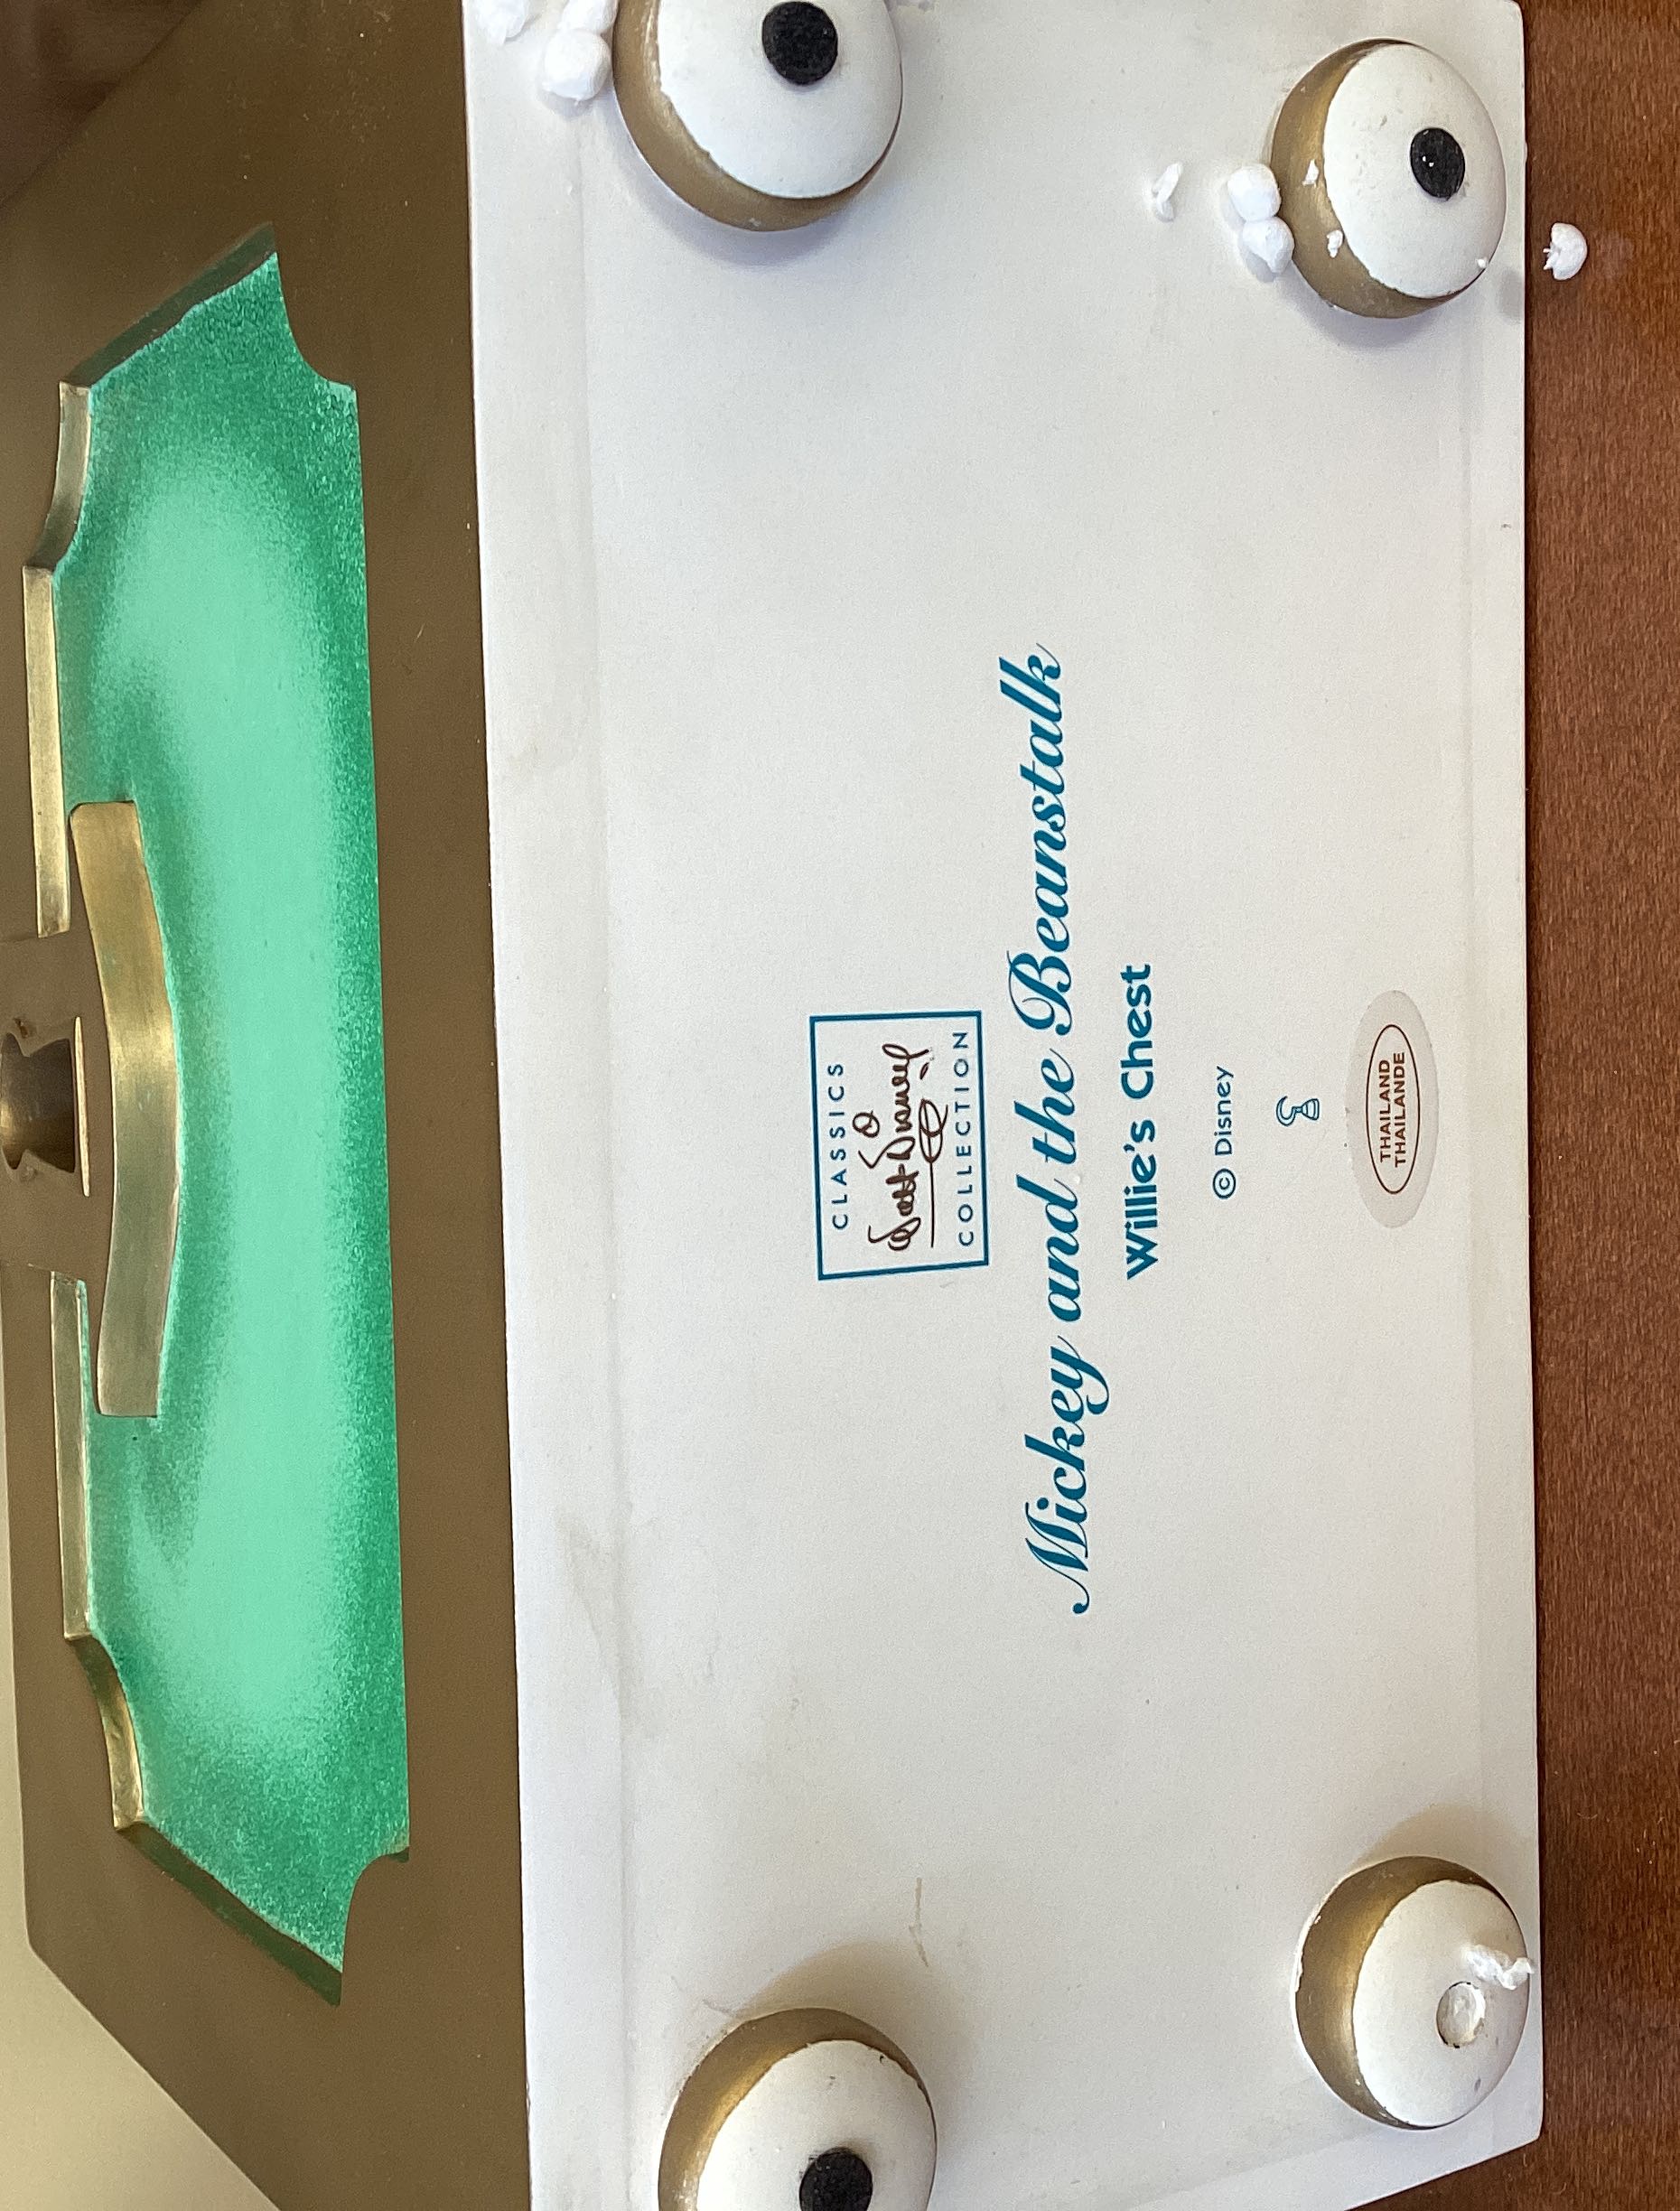 CLASSICS
Walt Disney
COLLECTION
Mickey and the Beanstalk
Willie's Chest
© Disney
THAILAND
THAILANDE